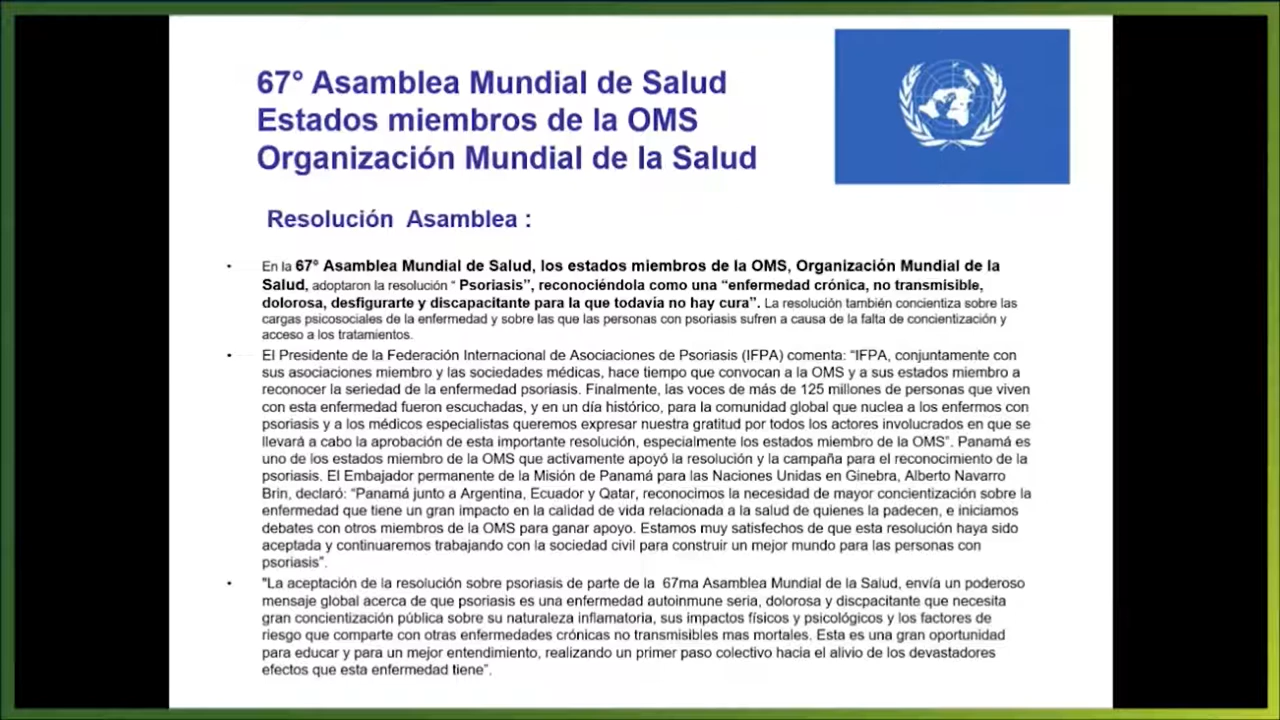 67° Asamblea Mundial de Salud
Estados miembros de la OMS
Organización Mundial de la Salud
Resolución Asamblea :
• En la 67° Asamblea Mundial de Salud, los estados miembros de la OMS, Organización Mundial de la
Salud, adoptaron la resolución “ Psoriasis”, reconociéndola como una “enfermedad crónica, no transmisible,
dolorosa, desfigurarte y discapacitante para la que todavía no hay cura”. La resolución también concientiza sobre las
cargas psicosociales de la enfermedad y sobre las que las personas con psoriasis sufren a causa de la falta de concientización y
acceso a los tratamientos.
• El Presidente de la Federación Internacional de Asociaciones de Psoriasis (IFPA) comenta: “IFPA, conjuntamente con
sus asociaciones miembro y las sociedades médicas, hace tiempo que convocan a la OMS y a sus estados miembro a
reconocer la seriedad de la enfermedad psoriasis. Finalmente, las voces de más de 125 millones de personas que viven
con esta enfermedad fueron escuchadas, y en un día histórico, para la comunidad global que nuclea a los enfermos con
psoriasis y a los médicos especialistas queremos expresar nuestra gratitud por todos los actores involucrados en que se
llevará a cabo la aprobación de esta importante resolución, especialmente los estados miembro de la OMS”. Panamá es
uno de los estados miembro de la OMS que activamente apoyó la resolución y la campaña para el reconocimiento de la
psoriasis. El Embajador permanente de la Misión de Panamá para las Naciones Unidas en Ginebra, Alberto Navarro
Brin, declaró: “Panamá junto a Argentina, Ecuador y Qatar, reconocimos la necesidad de mayor concientización sobre la
enfermedad que tiene un gran impacto en la calidad de vida relacionada a la salud de quienes la padecen, e iniciamos
debates con otros miembros de la OMS para ganar apoyo. Estamos muy satisfechos de que esta resolución haya sido
aceptada y continuaremos trabajando con la sociedad civil para construir un mejor mundo para las personas con
psoriasis”.
• "La aceptación de la resolución sobre psoriasis de parte de la 67ma Asamblea Mundial de la Salud, envía un poderoso
mensaje global acerca de que psoriasis es una enfermedad autoinmune seria, dolorosa y discpacitante que necesita
gran concientización pública sobre su naturaleza inflamatoria, sus impactos físicos y psicológicos y los factores de
riesgo que comparte con otras enfermedades crónicas no transmisibles mas mortales. Esta es una gran oportunidad
para educar y para un mejor entendimiento, realizando un primer paso colectivo hacia el alivio de los devastadores
efectos que esta enfermedad tiene”.